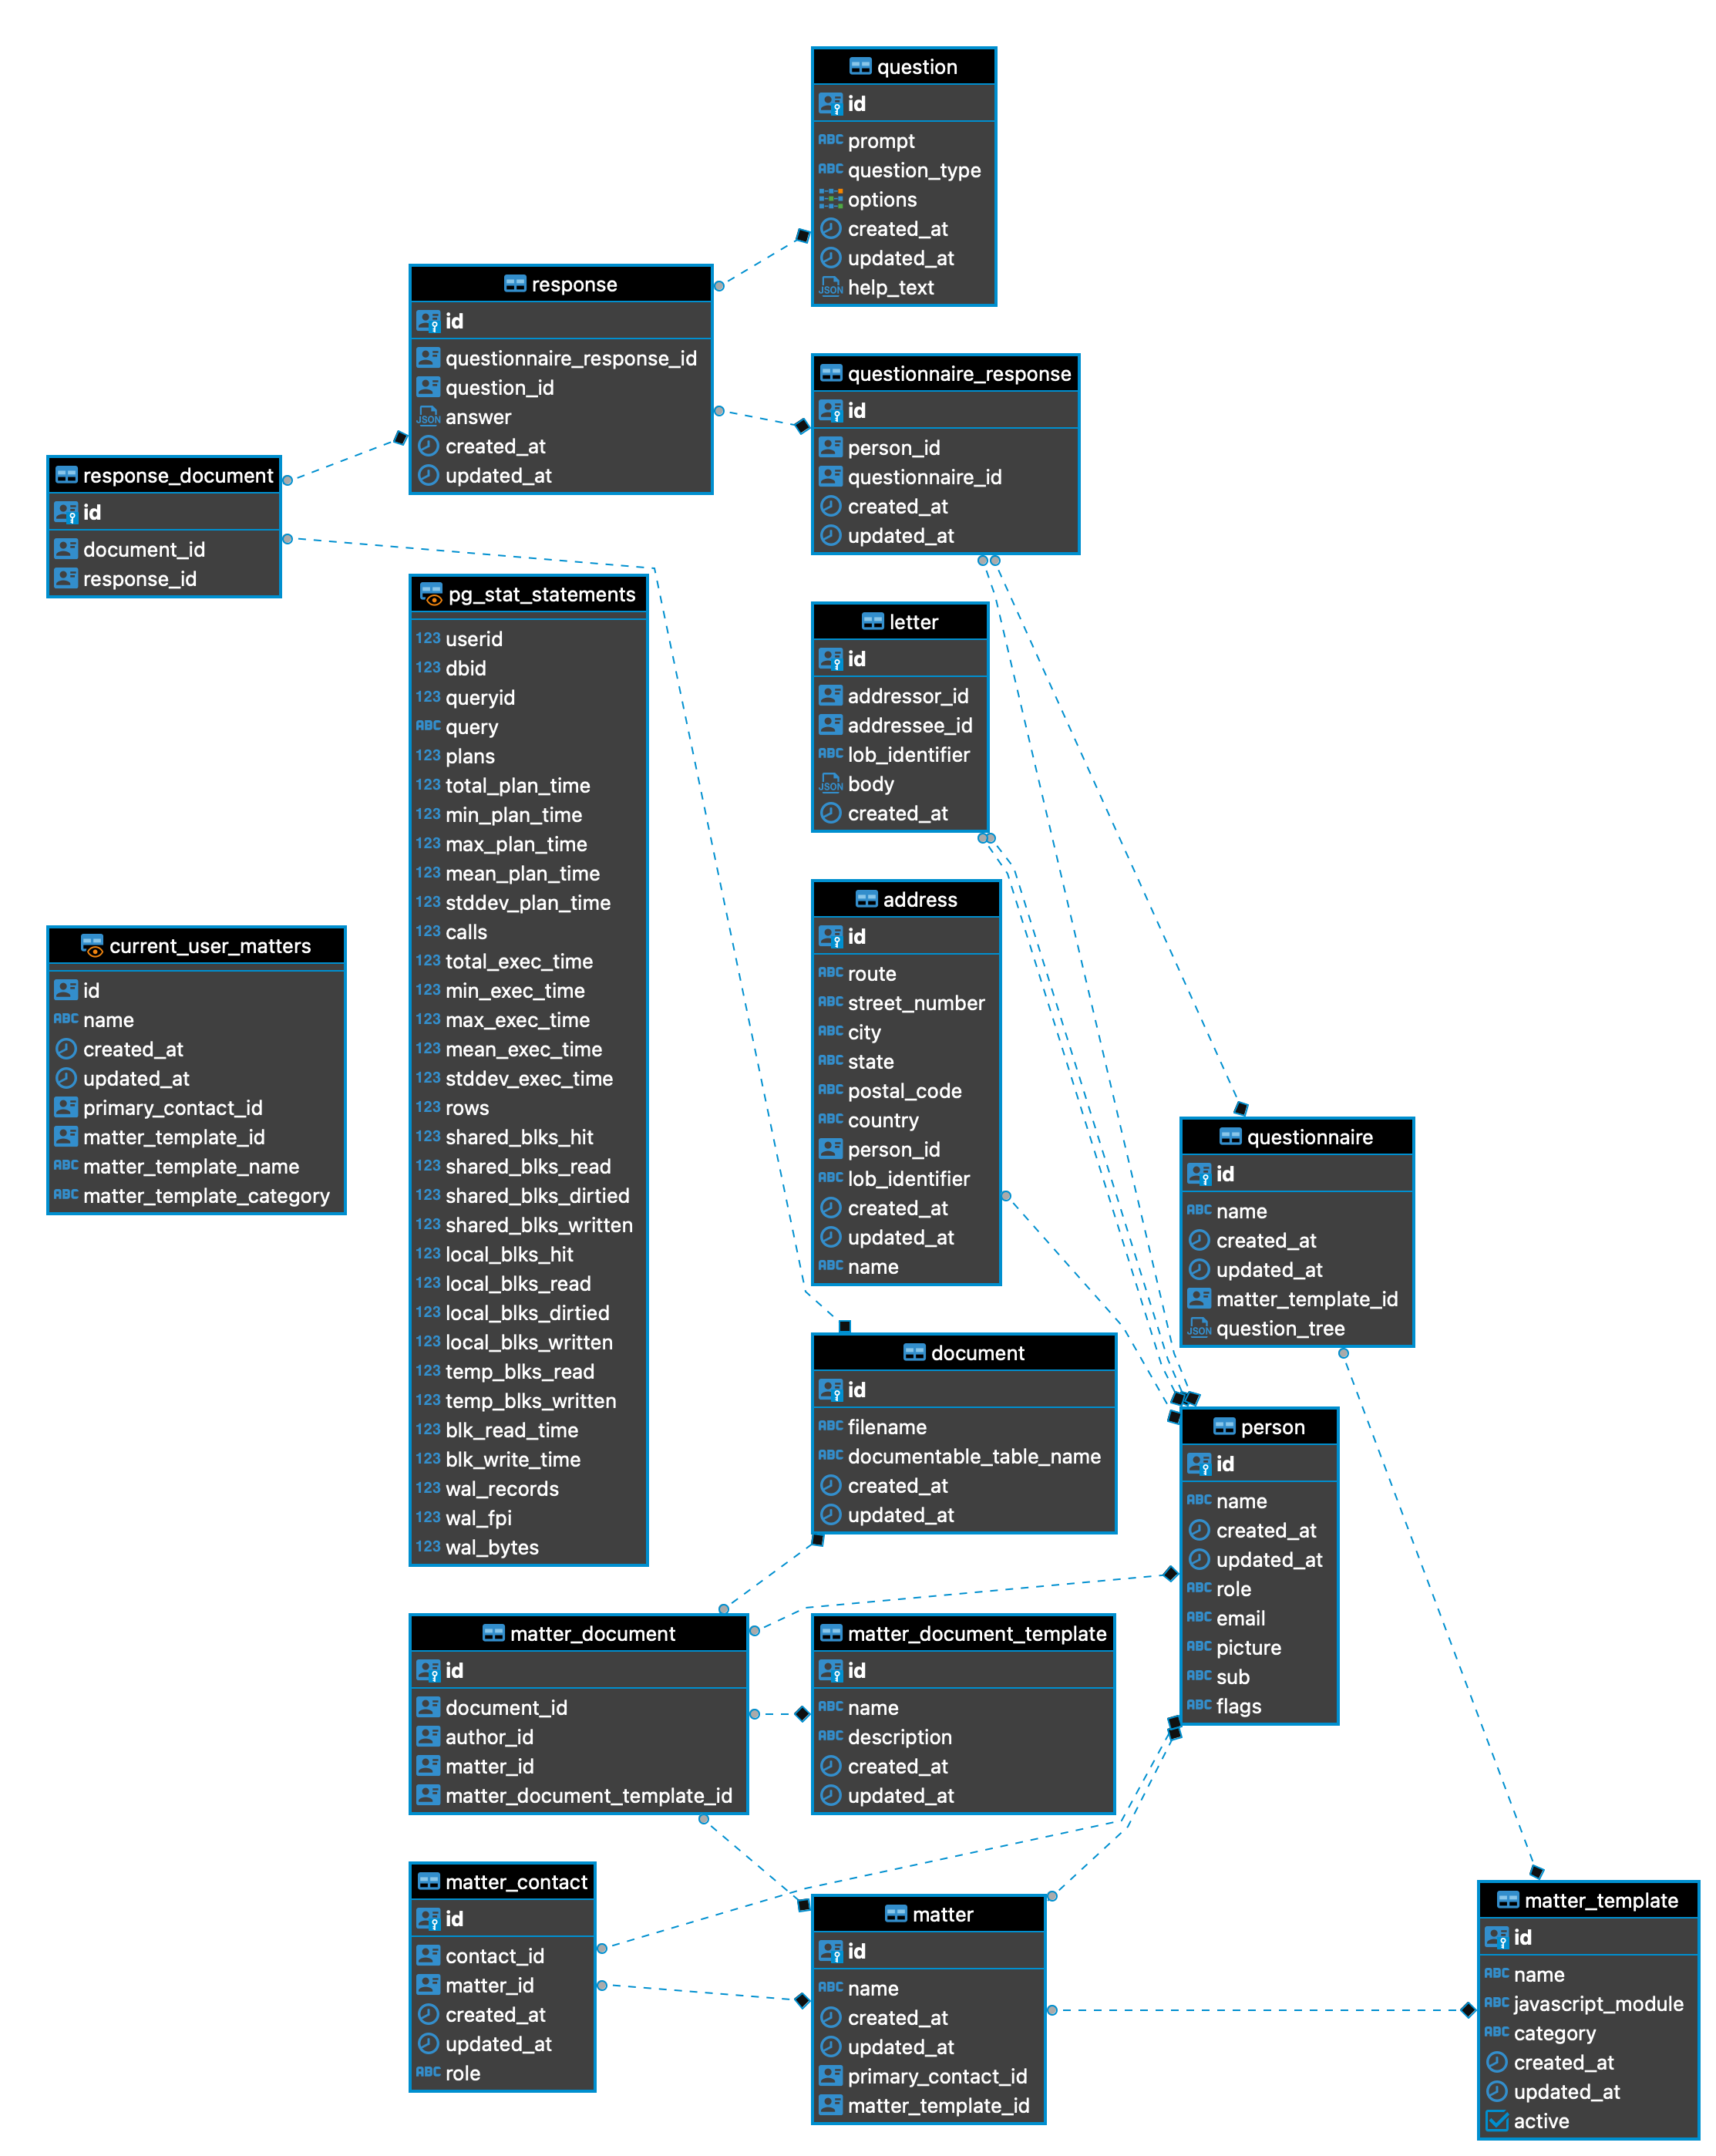 question
id
prompt
question_type
options
created_at
updated_at
help_text
response
id
questionnaire_response_id
question_id
answer
created_at
updated_at
questionnaire_response
id
person_id
questionnaire_id
created_at
updated_at
response_document
id
document_id
response_id
pg_stat_statements
userid
dbid
queryid
query
plans
total_plan_time
min_plan_time
max_plan_time
mean_plan_time
stddev_plan_time
calls
total_exec_time
min_exec_time
max_exec_time
mean_exec_time
stddev_exec_time
rows
shared_blks_hit
shared_blks_read
shared_blks_dirtied
shared_blks_written
local_blks_hit
local_blks_read
local_blks_dirtied
local_blks_written
temp_blks_read
temp_blks_written
blk_read_time
blk_write_time
wal_records
wal_fpi
wal_bytes
letter
id
addressor_id
addressee_id
lob_identifier
body
created_at
address
id
route
street_number
city
state
postal_code
country
person_id
lob_identifier
created_at
updated_at
name
current_user_matters
id
name
created_at
updated_at
primary_contact_id
matter_template_id
matter_template_name
matter_template_category
questionnaire
id
name
created_at
updated_at
matter_template_id
question_tree
document
id
filename
documentable_table_name
created_at
updated_at
person
id
name
created_at
updated_at
role
email
picture
sub
flags
matter_document
id
document_id
author_id
matter_id
matter_document_template_id
matter_document_template
id
name
description
created_at
updated_at
matter_contact
id
contact_id
matter_id
created_at
updated_at
role
matter
id
name
created_at
updated_at
primary_contact_id
matter_template_id
matter_template
id
name
javascript_module
category
created_at
updated_at
active